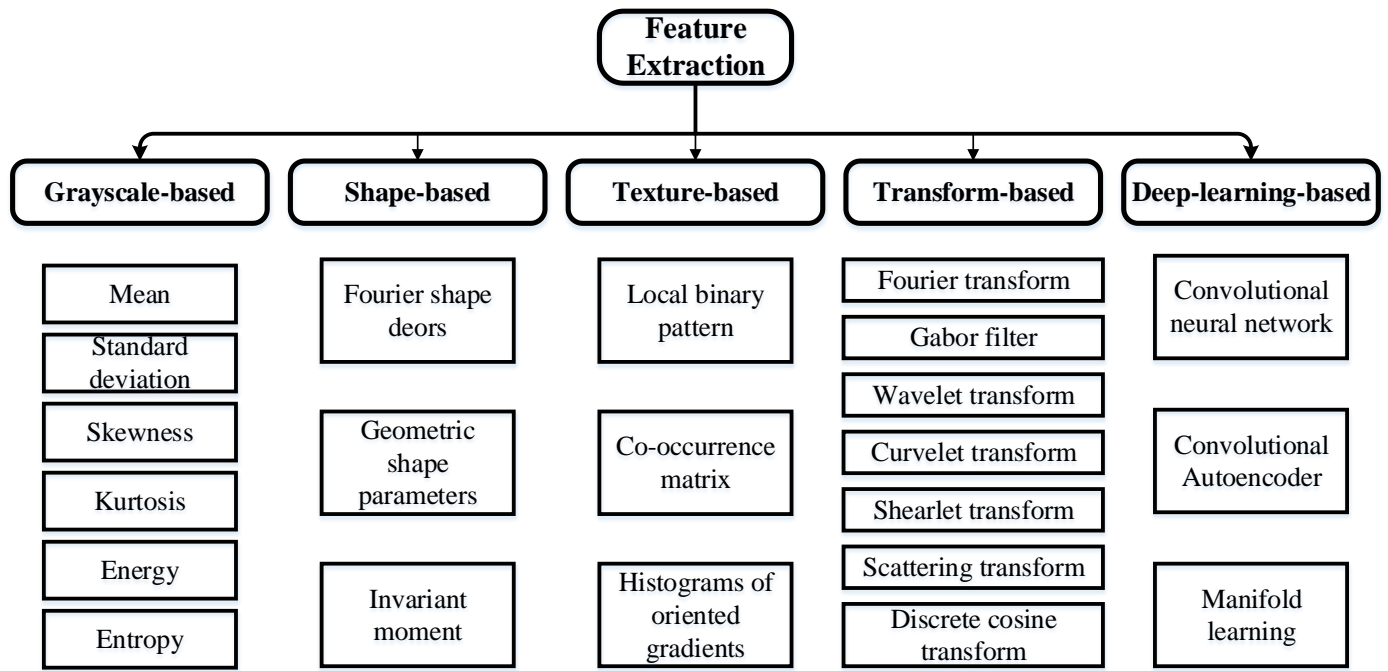 Feature
Extraction
Grayscale-based
Shape-based
Texture-based
Transform-based
Deep-learning-based
Mean
Standard
deviation
Skewness
Kurtosis
Energy
Entropy
Fourier shape
deors
Geometric
shape
parameters
Invariant
moment
Local binary
pattern
Co-occurrence
matrix
Histograms of
oriented
gradients
Fourier transform
Gabor filter
Wavelet transform
Curvelet transform
Shearlet transform
Scattering transform
Discrete cosine
transform
Convolutional
neural network
Convolutional
Autoencoder
Manifold
learning